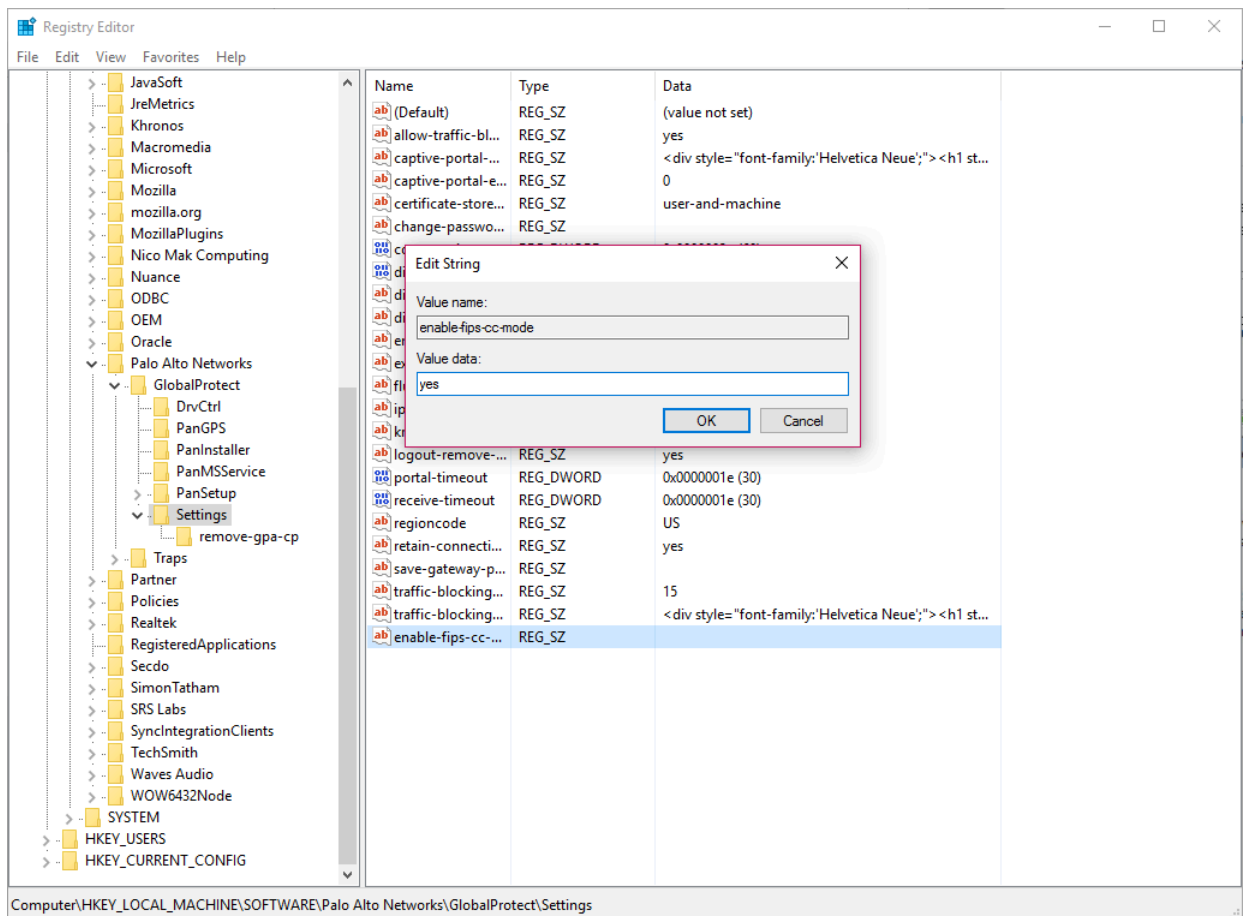 Registry Editor
File Edit View Favorites Help
JavaSoft
JreMetrics
Khronos
Macromedia
Microsoft
Mozilla
mozilla.org
MozillaPlugins
Nico Mak Computing
Nuance
ODBC
OEM
Oracle
Palo Alto Networks
GlobalProtect
DrvCtrl
PanGPS
PanInstaller
PanMSService
PanSetup
Settings
remove-gpa-cp
Traps
Partner
Policies
Realtek
RegisteredApplications
Secdo
SimonTatham
SRS Labs
SyncIntegrationClients
TechSmith
Waves Audio
WOW6432Node
SYSTEM
HKEY_USERS
HKEY_CURRENT_CONFIG
Name Type Data
(Default) REG_SZ (value not set)
allow-traffic-bl... REG_SZ yes
captive-portal-... REG_SZ <div style="font-family:'Helvetica Neue';"><h1 st...
captive-portal-e... REG_SZ 0
certificate-store... REG_SZ user-and-machine
change-passwo... REG_SZ
Edit String
Value name:
enable-fips-cc-mode
Value data:
yes
OK Cancel
logout-remove-... REG_SZ yes
portal-timeout REG_DWORD 0x0000001e (30)
receive-timeout REG_DWORD 0x0000001e (30)
regioncode REG_SZ US
retain-connecti... REG_SZ yes
save-gateway-p... REG_SZ
traffic-blocking... REG_SZ 15
traffic-blocking... REG_SZ <div style="font-family:'Helvetica Neue';"><h1 st...
enable-fips-cc-... REG_SZ
Computer\HKEY_LOCAL_MACHINE\SOFTWARE\Palo Alto Networks\GlobalProtect\Settings